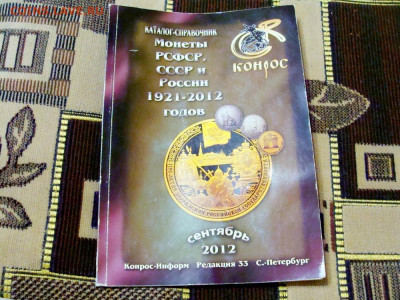 КАТАЛОГ-СПРАВОЧНИК
Монеты
РСФСР,
СССР и
России
1921-2012
годов
КОНРОС
сентябрь
2012
Конрос-Информ Редакция 33 С.-Петербург